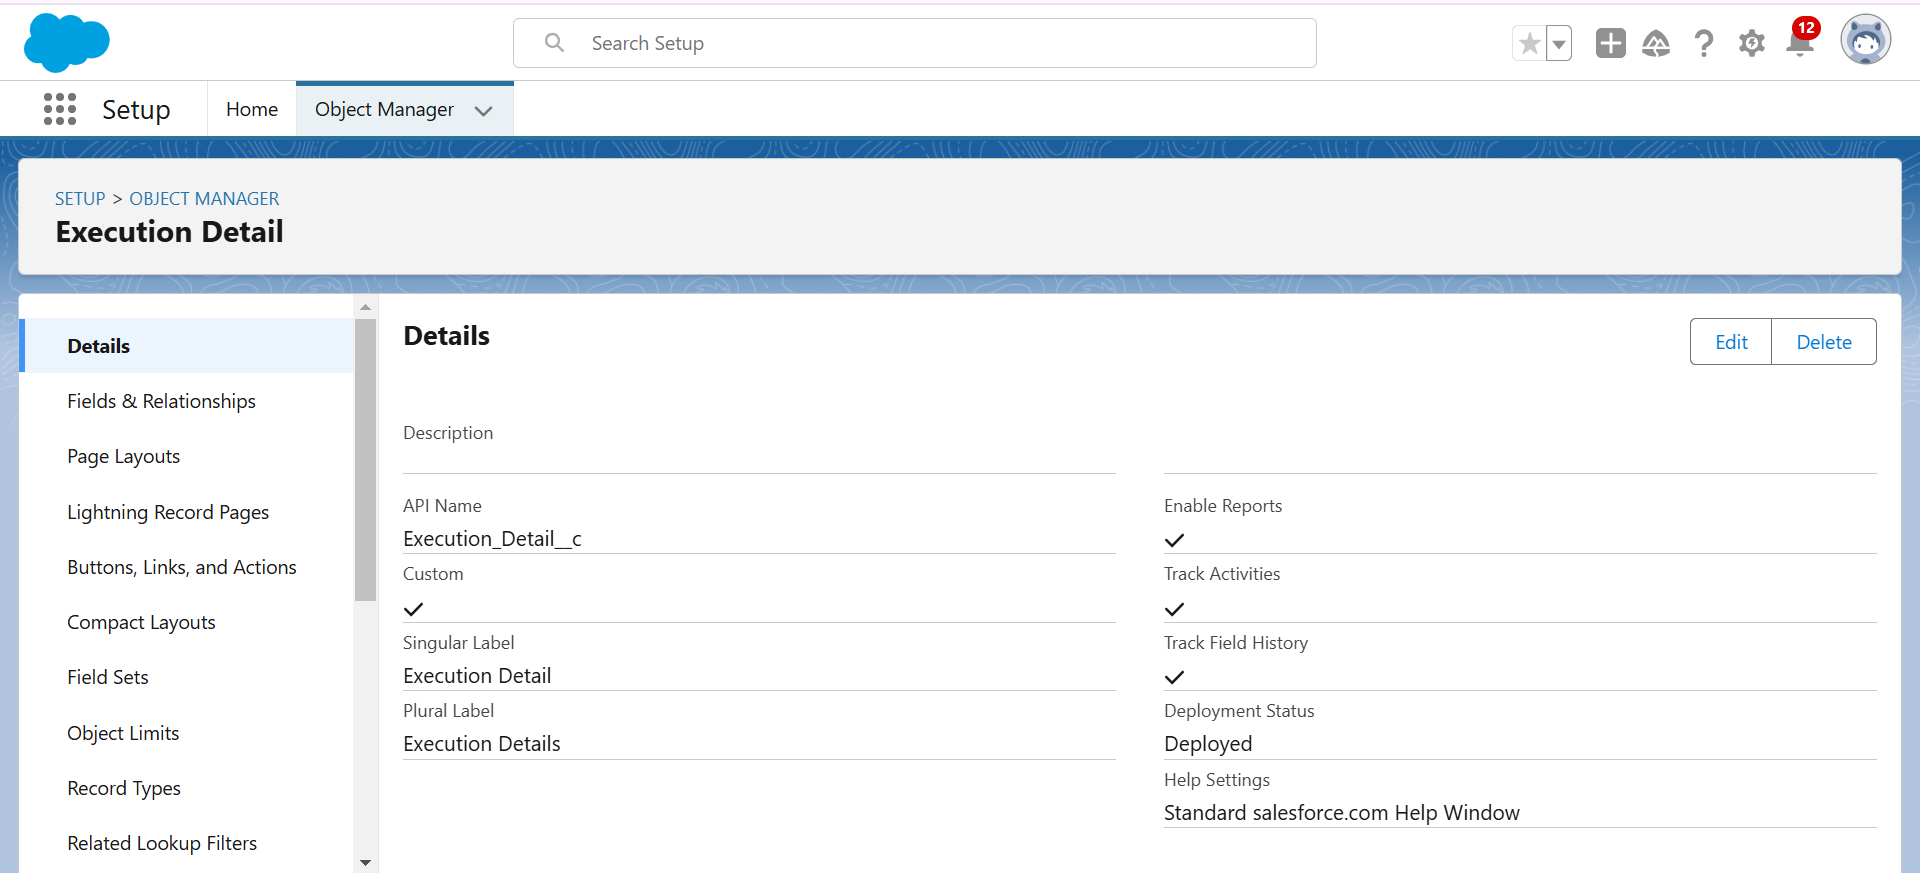 Search Setup
12
Setup
Home
Object Manager
SETUP > OBJECT MANAGER
Execution Detail
Details
Fields & Relationships
Page Layouts
Lightning Record Pages
Buttons, Links, and Actions
Compact Layouts
Field Sets
Object Limits
Record Types
Related Lookup Filters
Details
Edit
Delete
Description
API Name
Execution_Detail__c
Custom
Singular Label
Execution Detail
Plural Label
Execution Details
Enable Reports
Track Activities
Track Field History
Deployment Status
Deployed
Help Settings
Standard salesforce.com Help Window